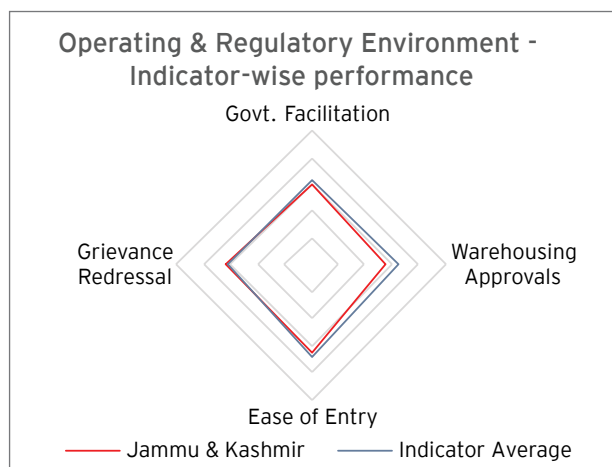 Operating & Regulatory Environment -
Indicator-wise performance
Govt. Facilitation
Grievance
Redressal
Warehousing
Approvals
Ease of Entry
Jammu & Kashmir
Indicator Average